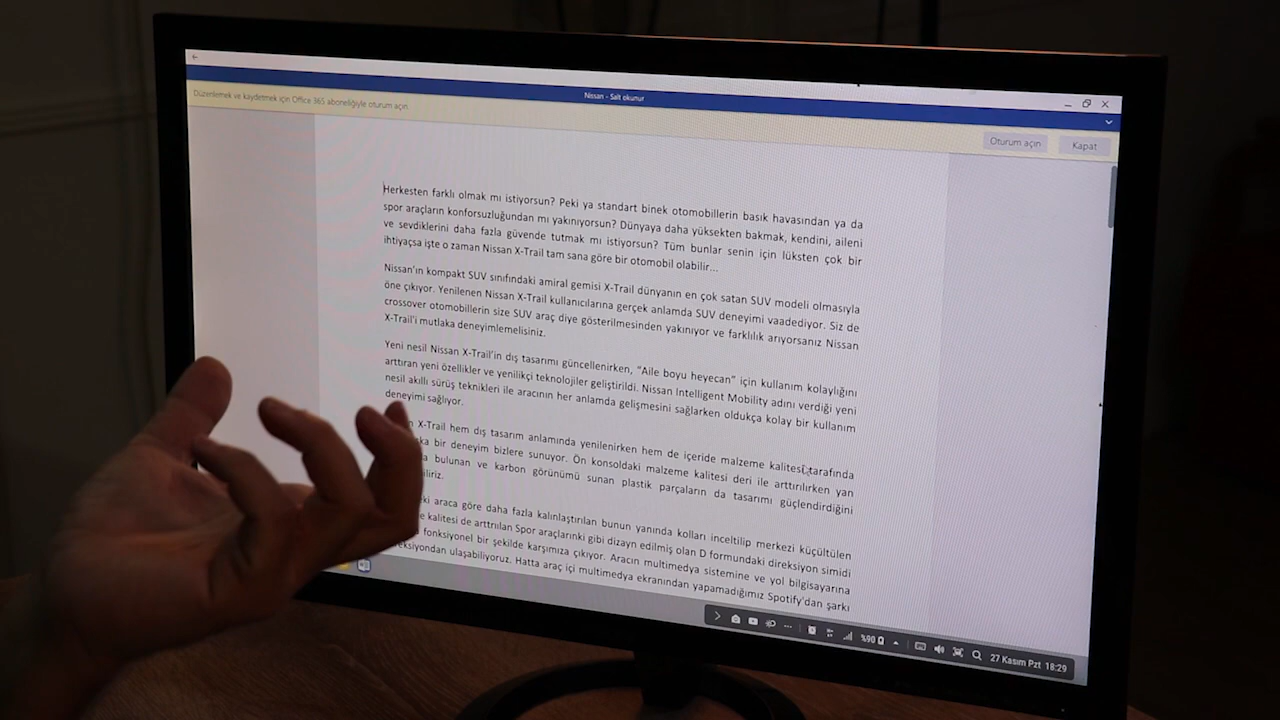 Nissan - Salt okunur
Düzenlemek ve kaydetmek için Office 365 aboneliğiyle oturum açın
Oturum açın
Kapat
Herkesten farklı olmak mı istiyorsun? Peki ya standart binek otomobillerin basık havasından ya da
spor araçların konforsuzluğundan mı yakınıyorsun? Dünyaya daha yüksekten bakmak, kendini, aileni
ve sevdiklerini daha fazla güvende tutmak mı istiyorsun? Tüm bunlar senin için lüksten çok bir
ihtiyaçsa işte o zaman Nissan X-Trail tam sana göre bir otomobil olabilir...
Nissan'ın kompakt SUV sınıfındaki amiral gemisi X-Trail dünyanın en çok satan SUV modeli olmasıyla
öne çıkıyor. Yenilenen Nissan X-Trail kullanıcılarına gerçek anlamda SUV deneyimi vaadediyor. Siz de
crossover otomobillerin size SUV araç diye gösterilmesinden yakınıyor ve farklılık arıyorsanız Nissan
X-Trail'i mutlaka deneyimlemelisiniz.
Yeni nesil Nissan X-Trail'in dış tasarımı güncellenirken, "Aile boyu heyecan" için kullanım kolaylığını
arttıran yeni özellikler ve yenilikçi teknolojiler geliştirildi. Nissan Intelligent Mobility adını verdiği yeni
nesil akıllı sürüş teknikleri ile aracının her anlamda gelişmesini sağlarken oldukça kolay bir kullanım
deneyimi sağlıyor.
X-Trail hem dış tasarım anlamında yenilenirken hem de içeride malzeme kalitesi tarafında
bir deneyim bizlere sunuyor. Ön konsoldaki malzeme kalitesi deri ile arttırılırken yan
bulunan ve karbon görünümü sunan plastik parçaların da tasarımı güçlendirdiğini
araca göre daha fazla kalınlaştırılan bunun yanında kolları inceltilip merkezi küçültülen
kalitesi de arttrıılan Spor araçlarınki gibi dizayn edilmiş olan D formundaki direksiyon simidi
fonksiyonel bir şekilde karşımıza çıkıyor. Aracın multimedya sistemine ve yol bilgisayarına
ulaşabiliyoruz. Hatta araç içi multimedya ekranından yapamadığımız Spotify'dan şarkı
%90
27 Kasım Pzt 18:29